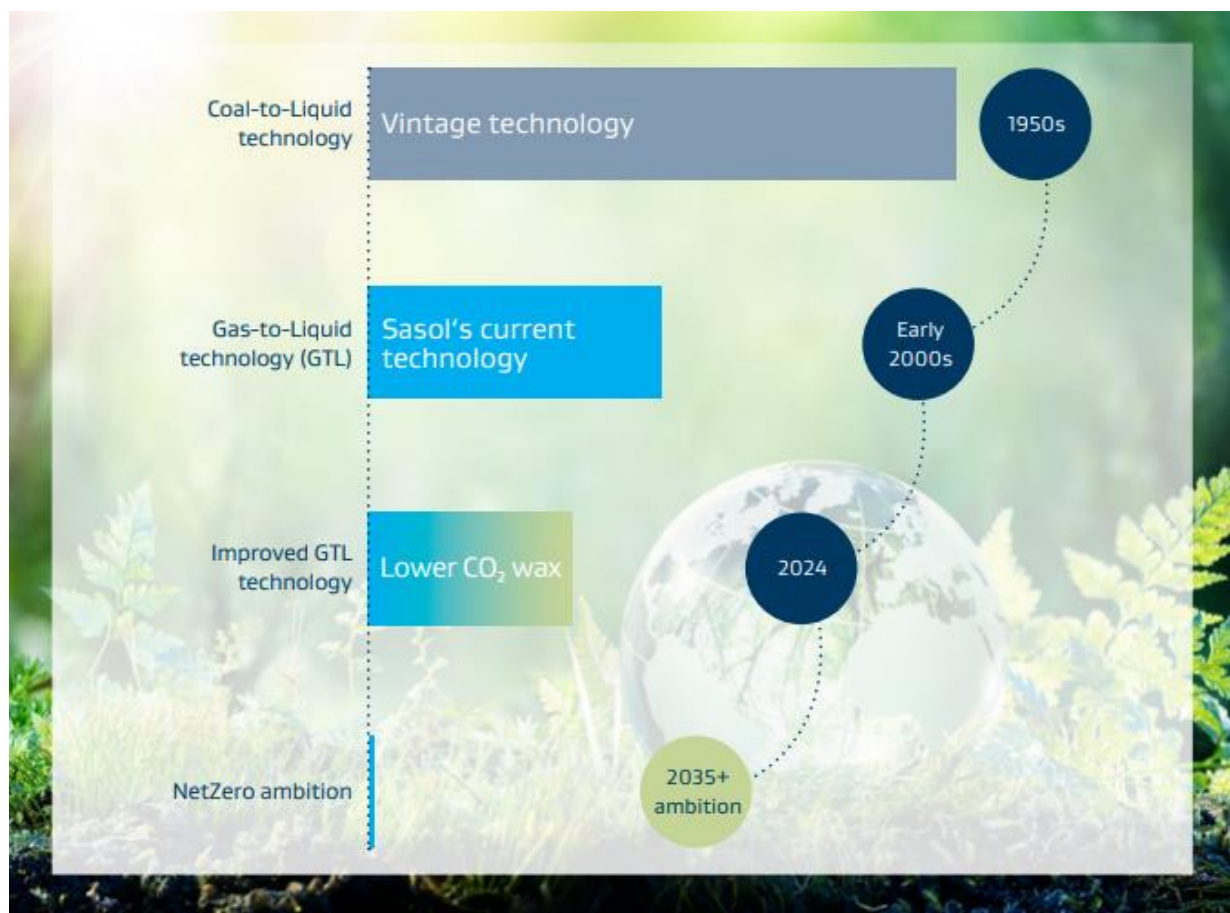 Coal-to-Liquid
technology
Vintage technology
1950s
Gas-to-Liquid
technology (GTL)
Sasol‘s current
technology
Early
2000s
Improved GTL
technology
Lower CO₂ wax
2024
NetZero ambition
2035+
ambition